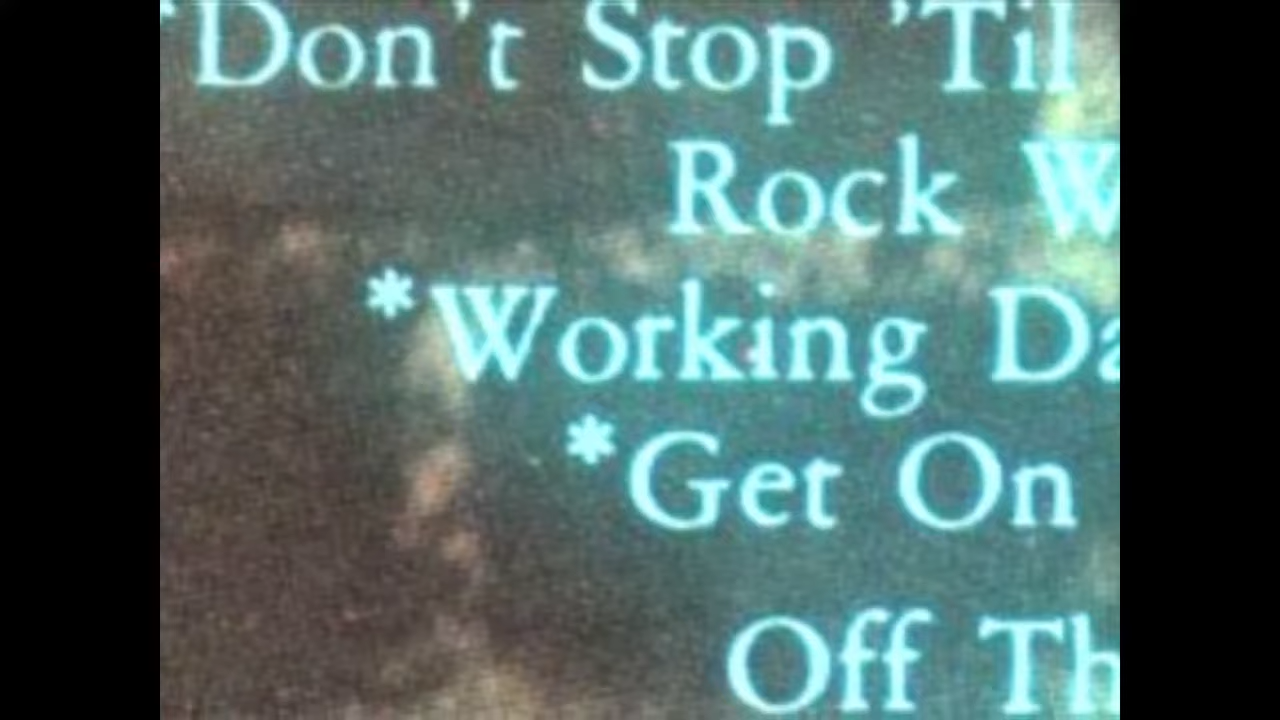 *Don't Stop 'Til
Rock W
*Working Da
*Get On
Off Th